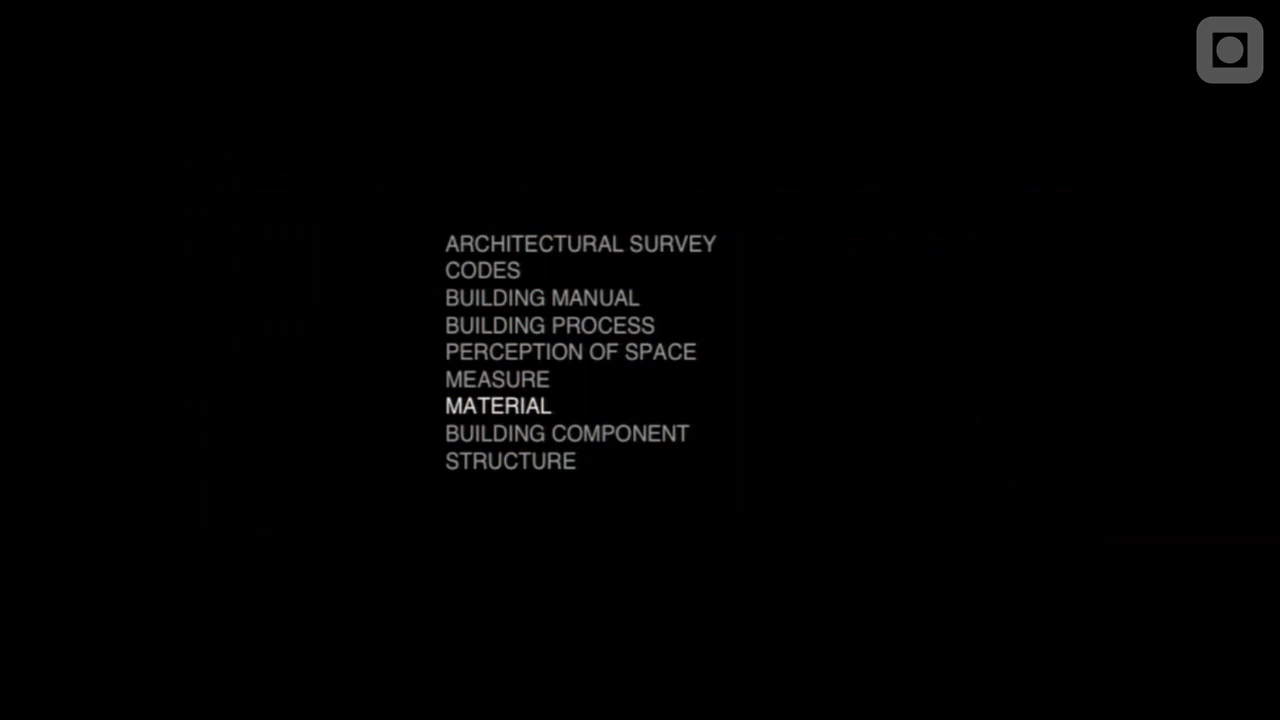 ARCHITECTURAL SURVEY
CODES
BUILDING MANUAL
BUILDING PROCESS
PERCEPTION OF SPACE
MEASURE
MATERIAL
BUILDING COMPONENT
STRUCTURE